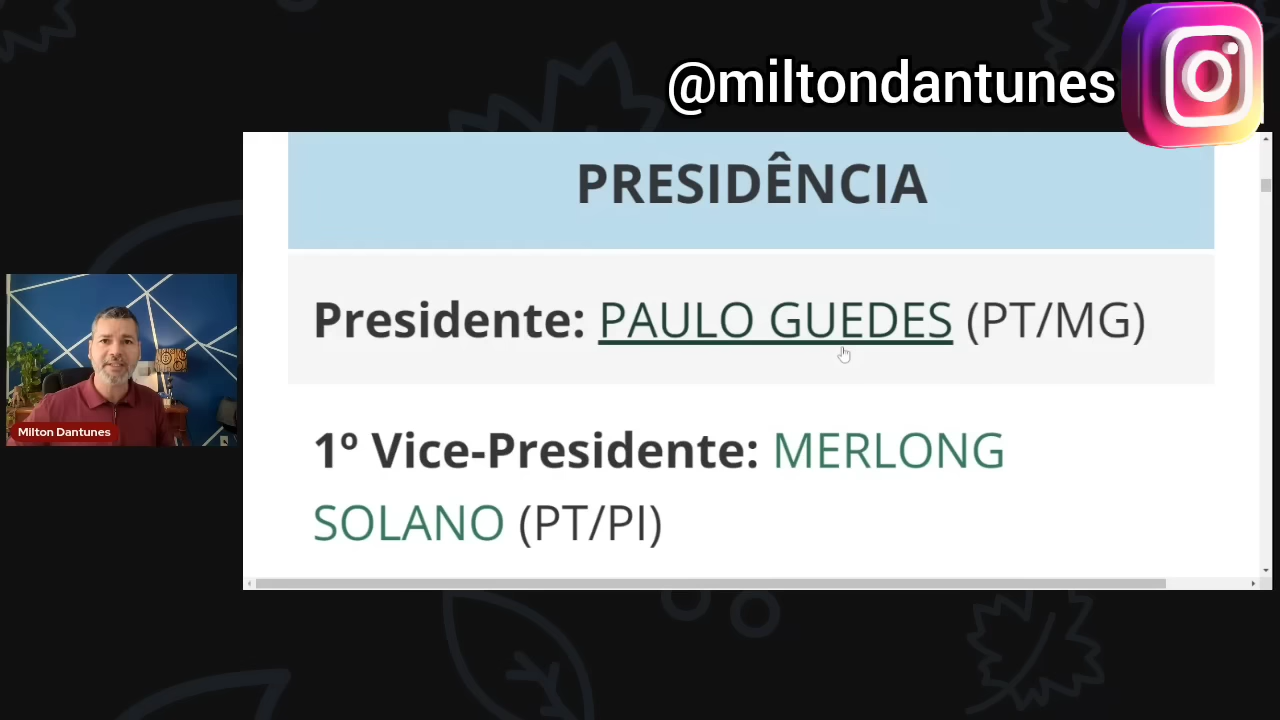 @miltondantunes
PRESIDÊNCIA
Presidente: PAULO GUEDES (PT/MG)
1º Vice-Presidente: MERLONG
SOLANO (PT/PI)
Milton Dantunes